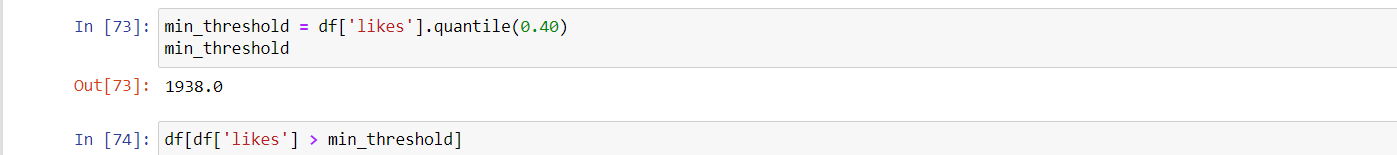 In [73]: min_threshold = df['likes'].quantile(0.40)
min_threshold
Out[73]: 1938.0
In [74]: df[df['likes'] > min_threshold]